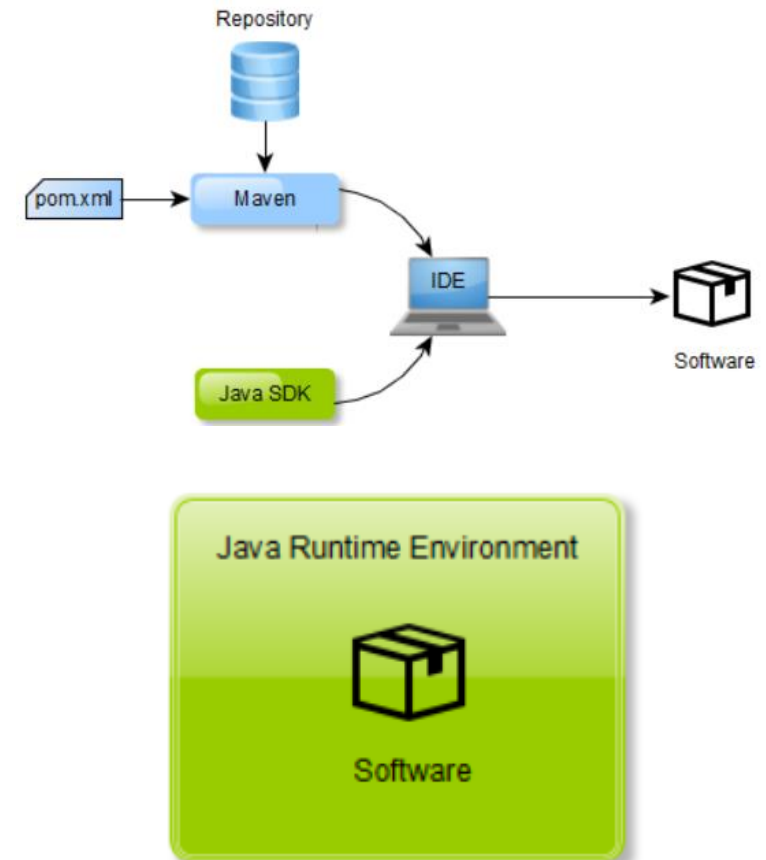 Repository
pom.xml
Maven
IDE
Software
Java SDK
Java Runtime Environment
Software